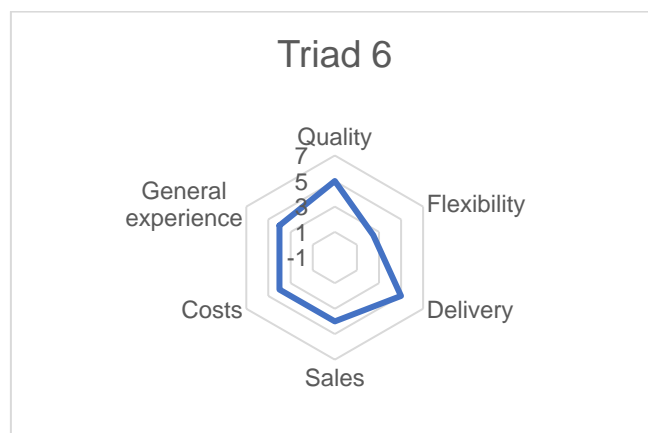 Triad 6
Quality
7
5
3
1
-1
General
experience
Flexibility
Costs
Delivery
Sales